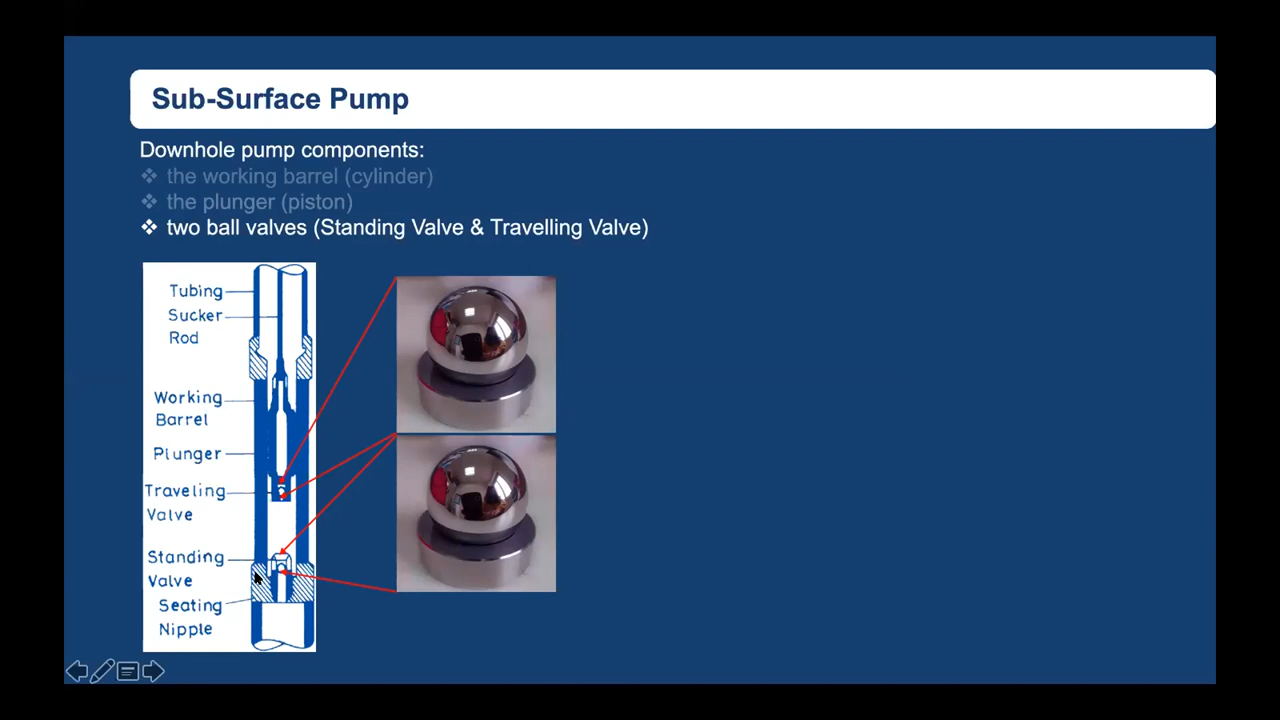 Sub-Surface Pump
Downhole pump components:
❖ the working barrel (cylinder)
❖ the plunger (piston)
❖ two ball valves (Standing Valve & Travelling Valve)
Tubing
Sucker
Rod
Working
Barrel
Plunger
Traveling
Valve
Standing
Valve
Seating
Nipple